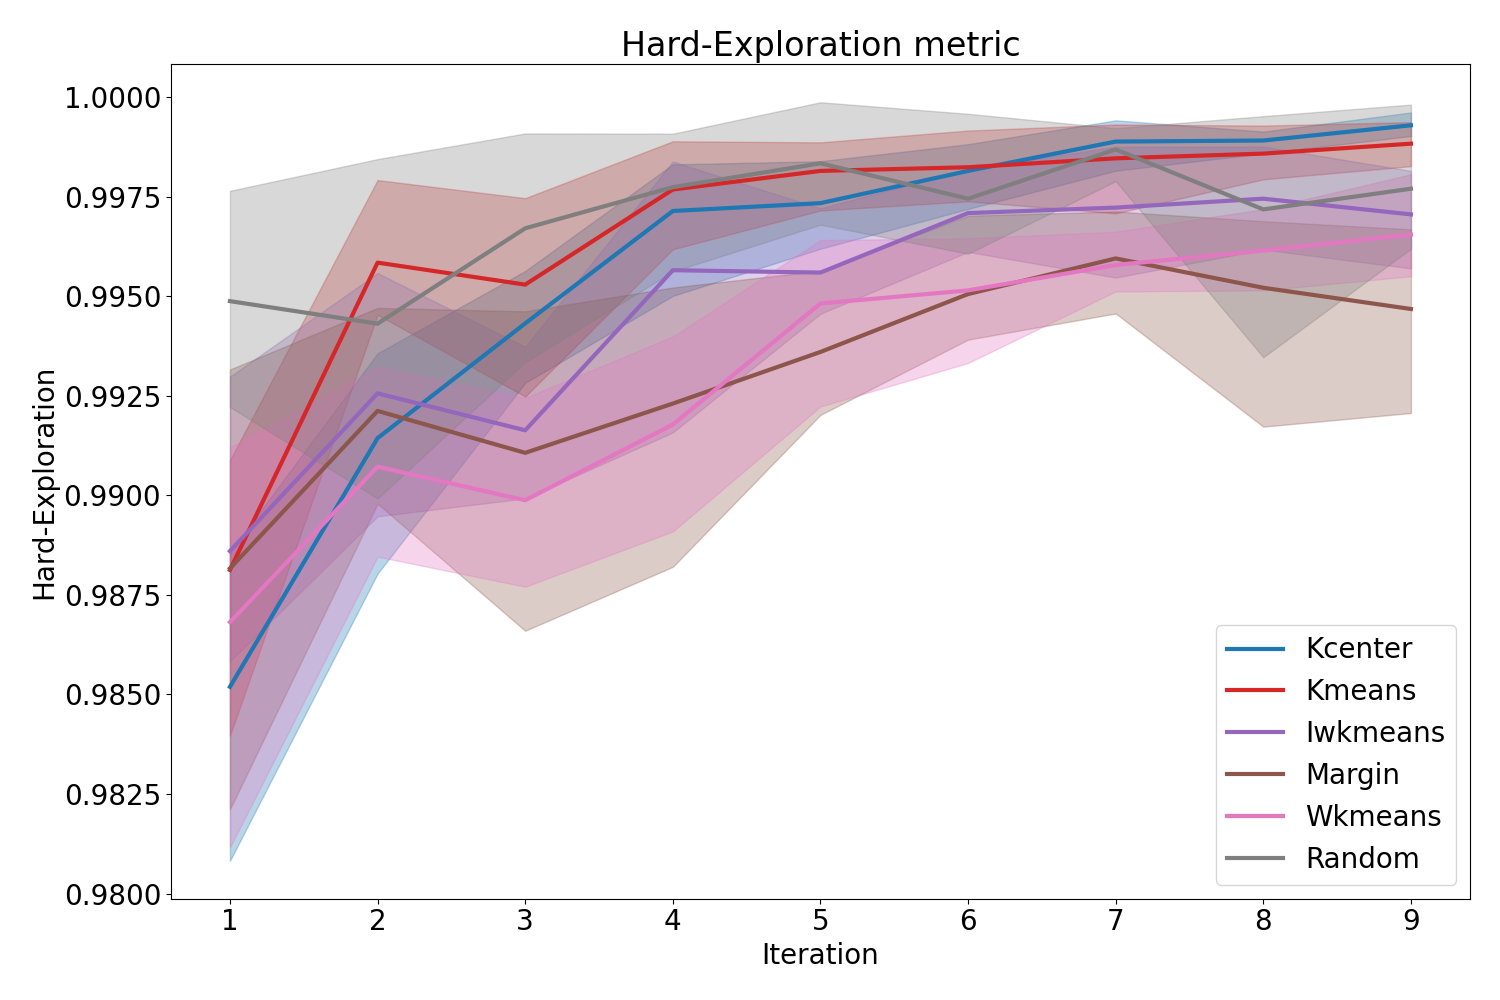 Hard-Exploration metric
Hard-Exploration
1.0000
0.9975
0.9950
0.9925
0.9900
0.9875
0.9850
0.9825
0.9800
1 2 3 4 5 6 7 8 9
Iteration
Kcenter
Kmeans
Iwkmeans
Margin
Wkmeans
Random